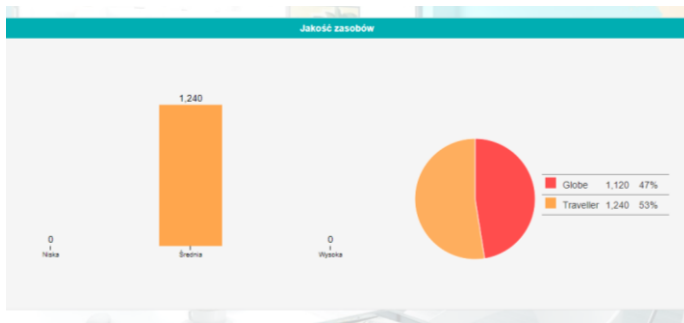 Jakość zasobów
1,240
0
Niska
Średnia
0
Wysoka
Globe 1,120 47%
Traveller 1,240 53%